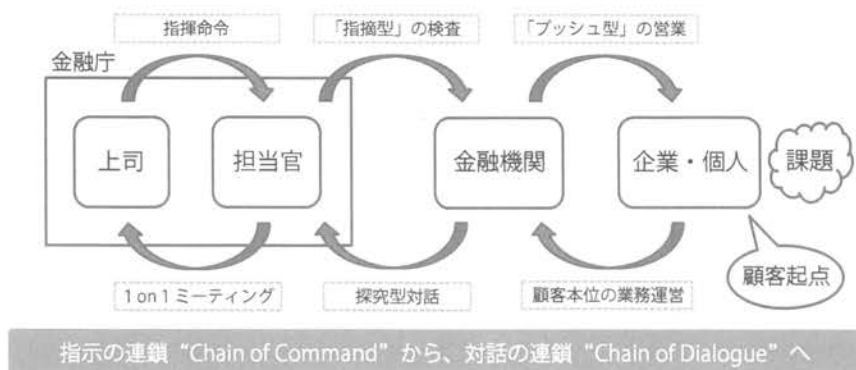 指揮命令
「指摘型」の検査
「プッシュ型」の営業
金融庁
上司
担当官
金融機関
企業・個人
課題
1 on 1 ミーティング
探究型対話
顧客本位の業務運営
顧客起点
指示の連鎖 “Chain of Command” から、対話の連鎖 “Chain of Dialogue” へ